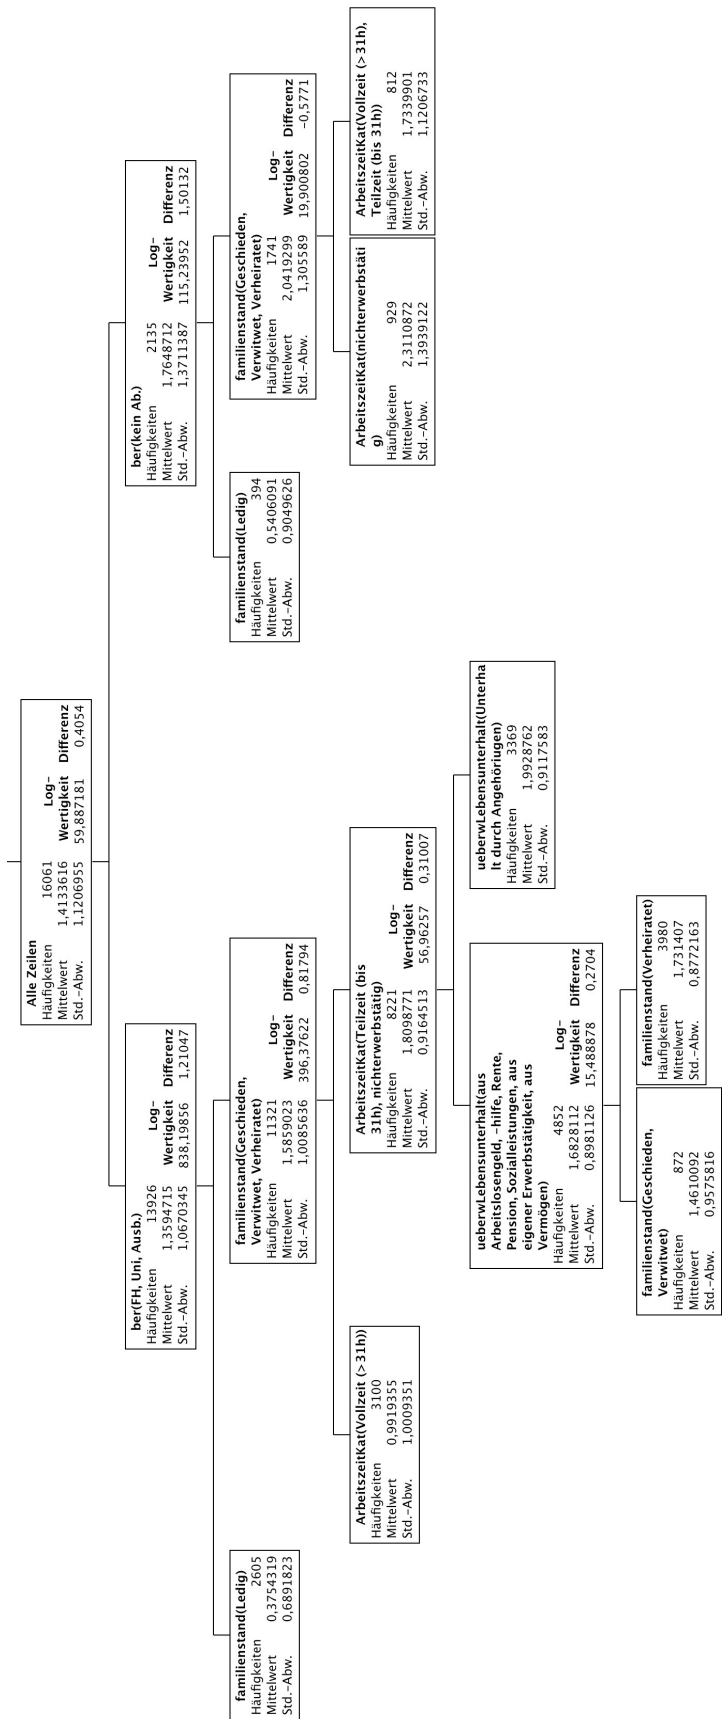 Alle Zeilen
Häufigkeiten 16061
Mittelwert 1,4133616
Std.-Abw. 1,1206955
Log-
Wertigkeit Differenz
59,887181 0,4054
ber(FH, Uni, Ausb.)
Häufigkeiten 13926
Mittelwert 1,3594715
Std.-Abw. 1,0670345
Log-
Wertigkeit Differenz
838,19856 1,21047
ber(kein Ab.)
Häufigkeiten 2135
Mittelwert 1,7648712
Std.-Abw. 1,3711387
Log-
Wertigkeit Differenz
115,23952 1,50132
familienstand(Ledig)
Häufigkeiten 2605
Mittelwert 0,3754319
Std.-Abw. 0,6891823
familienstand(Geschieden,
Verwitwet, Verheiratet)
Häufigkeiten 11321
Mittelwert 1,5859023
Std.-Abw. 1,0085636
Log-
Wertigkeit Differenz
396,37622 0,81794
familienstand(Ledig)
Häufigkeiten 394
Mittelwert 0,5406091
Std.-Abw. 0,9049626
familienstand(Geschieden,
Verwitwet, Verheiratet)
Häufigkeiten 1741
Mittelwert 2,0419299
Std.-Abw. 1,305589
Log-
Wertigkeit Differenz
19,900802 -0,5771
ArbeitszeitKat(Vollzeit (>31h))
Häufigkeiten 3100
Mittelwert 0,9919355
Std.-Abw. 1,0009351
ArbeitszeitKat(Teilzeit (bis
31h), nichterwerbstätig)
Häufigkeiten 8221
Mittelwert 1,8098771
Std.-Abw. 0,9164513
Log-
Wertigkeit Differenz
56,96257 0,31007
ArbeitszeitKat(nichterwerbstäti
g)
Häufigkeiten 929
Mittelwert 2,3110872
Std.-Abw. 1,3939122
ArbeitszeitKat(Vollzeit (>31h),
Teilzeit (bis 31h))
Häufigkeiten 812
Mittelwert 1,7339901
Std.-Abw. 1,1206733
ueberwLebensunterhalt(aus
Arbeitslosengeld, -hilfe, Rente,
Pension, Sozialleistungen, aus
eigener Erwerbstätigkeit, aus
Vermögen)
Häufigkeiten 4852
Mittelwert 1,6828112
Std.-Abw. 0,8981126
Log-
Wertigkeit Differenz
15,488878 0,2704
ueberwLebensunterhalt(Unterha
lt durch Angehöriugen)
Häufigkeiten 3369
Mittelwert 1,9928762
Std.-Abw. 0,9117583
familienstand(Geschieden,
Verwitwet)
Häufigkeiten 872
Mittelwert 1,4610092
Std.-Abw. 0,9575816
familienstand(Verheiratet)
Häufigkeiten 3980
Mittelwert 1,731407
Std.-Abw. 0,8772163